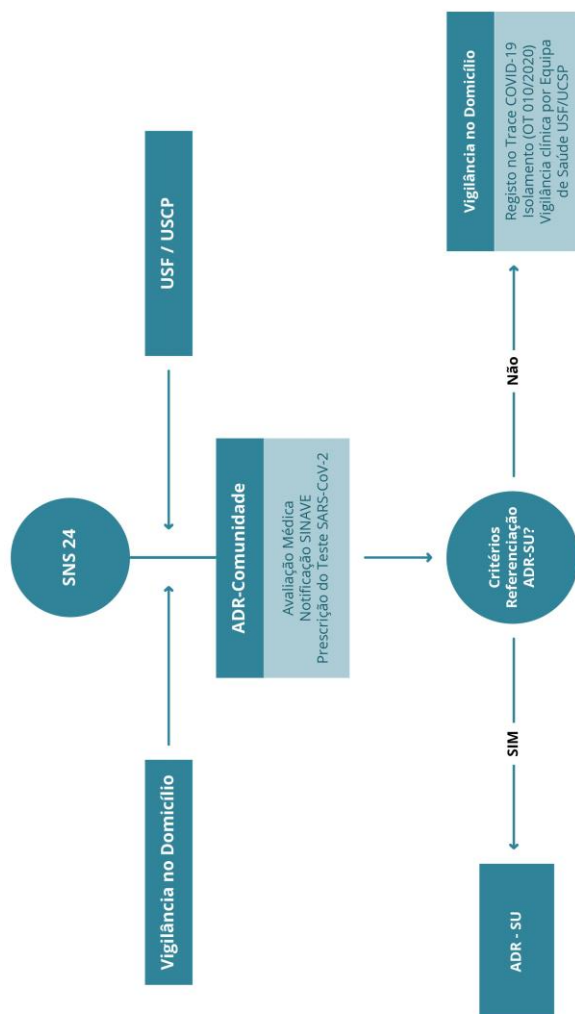 SNS 24
Vigilância no Domicílio
USF / USCP
ADR-Comunidade
Avaliação Médica
Notificação SINAVE
Prescrição do Teste SARS-CoV-2
Critérios
Referenciação
ADR-SU?
SIM
Não
ADR - SU
Vigilância no Domicílio
Registo no Trace COVID-19
Isolamento (OT 010/2020)
Vigilância clínica por Equipa
de Saúde USF/UCSP